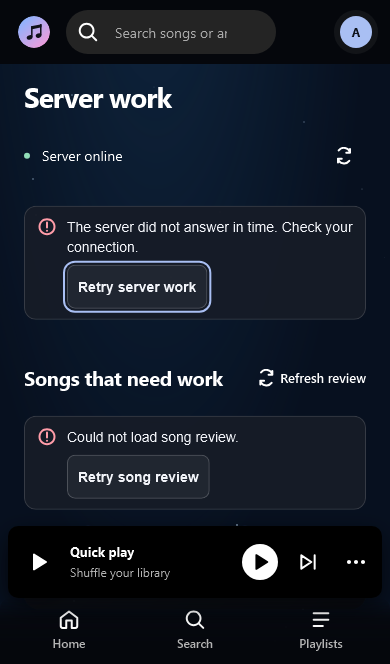 Search songs or ar
A
Server work
Server online
The server did not answer in time. Check your
connection.
Retry server work
Songs that need work
Refresh review
Could not load song review.
Retry song review
Quick play
Shuffle your library
Home
Search
Playlists